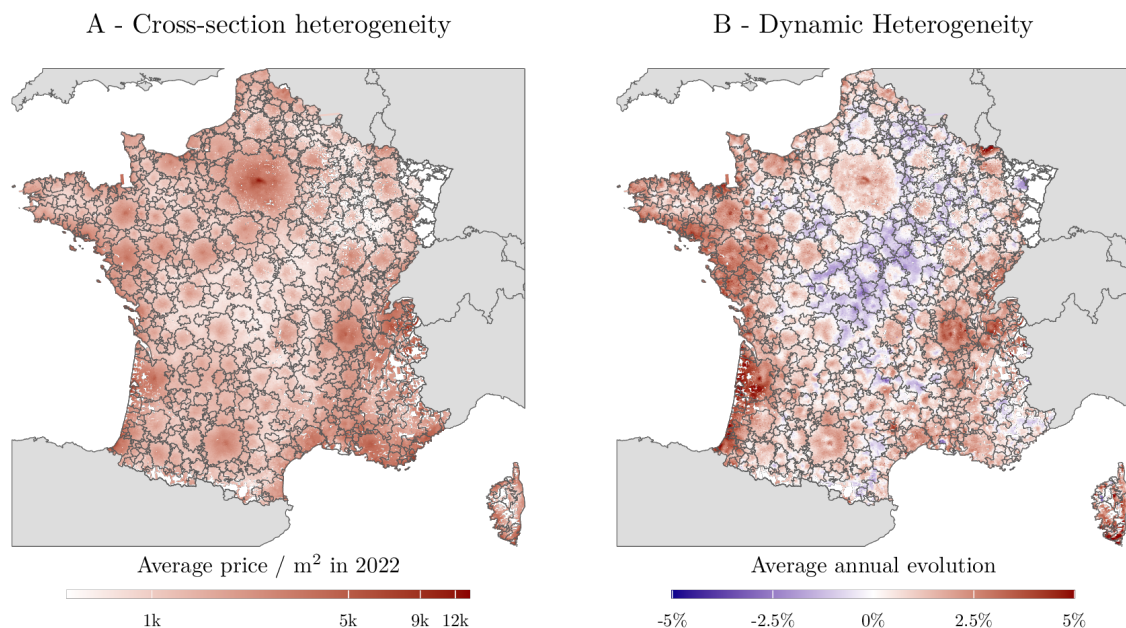 A - Cross-section heterogeneity
B - Dynamic Heterogeneity
Average price / m² in 2022
1k 5k 9k 12k
Average annual evolution
-5% -2.5% 0% 2.5% 5%